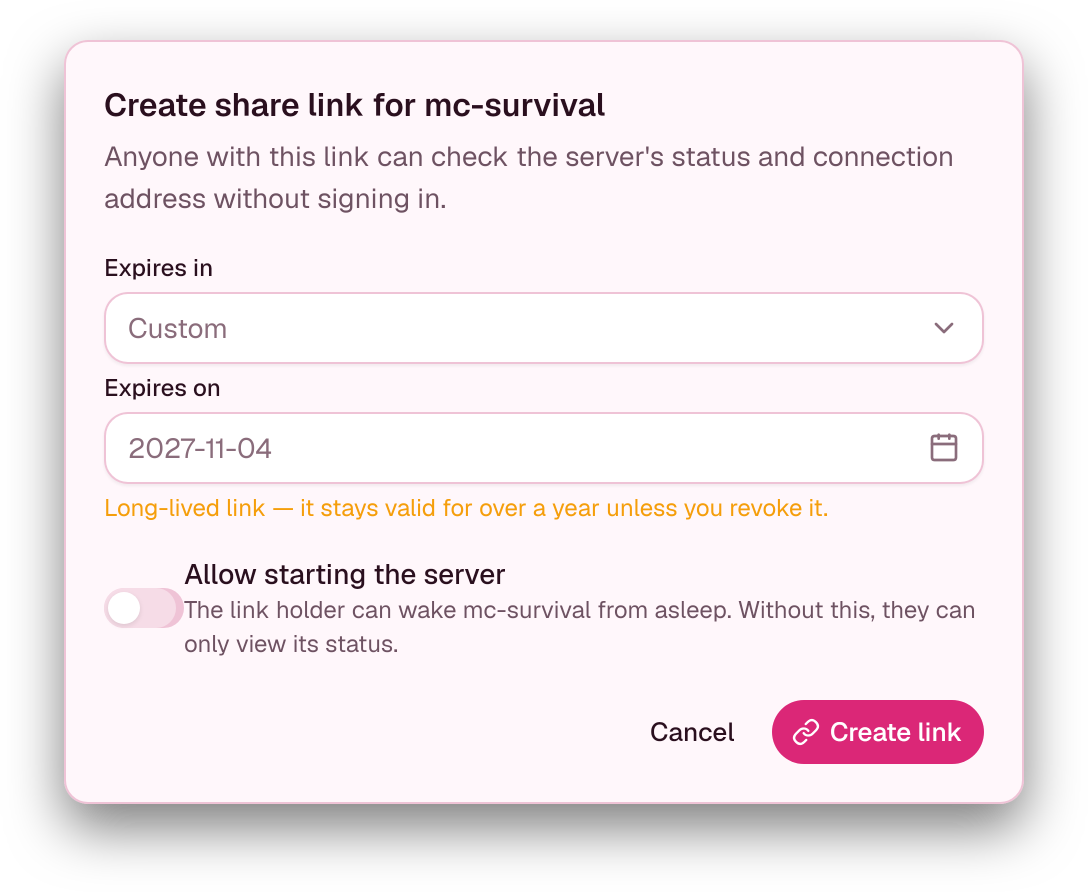 Create share link for mc-survival
Anyone with this link can check the server's status and connection
address without signing in.
Expires in
Custom
Expires on
2027-11-04
Long-lived link — it stays valid for over a year unless you revoke it.
Allow starting the server
The link holder can wake mc-survival from asleep. Without this, they can
only view its status.
Cancel
Create link